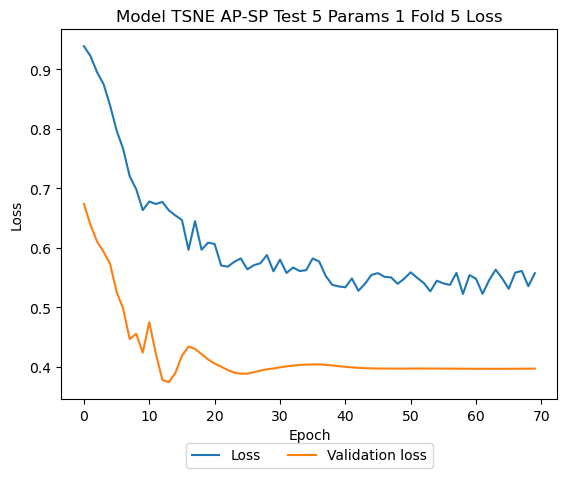 Model TSNE AP-SP Test 5 Params 1 Fold 5 Loss
Loss
0.9
0.8
0.7
0.6
0.5
0.4
0 10 20 30 40 50 60 70
Epoch
Loss Validation loss